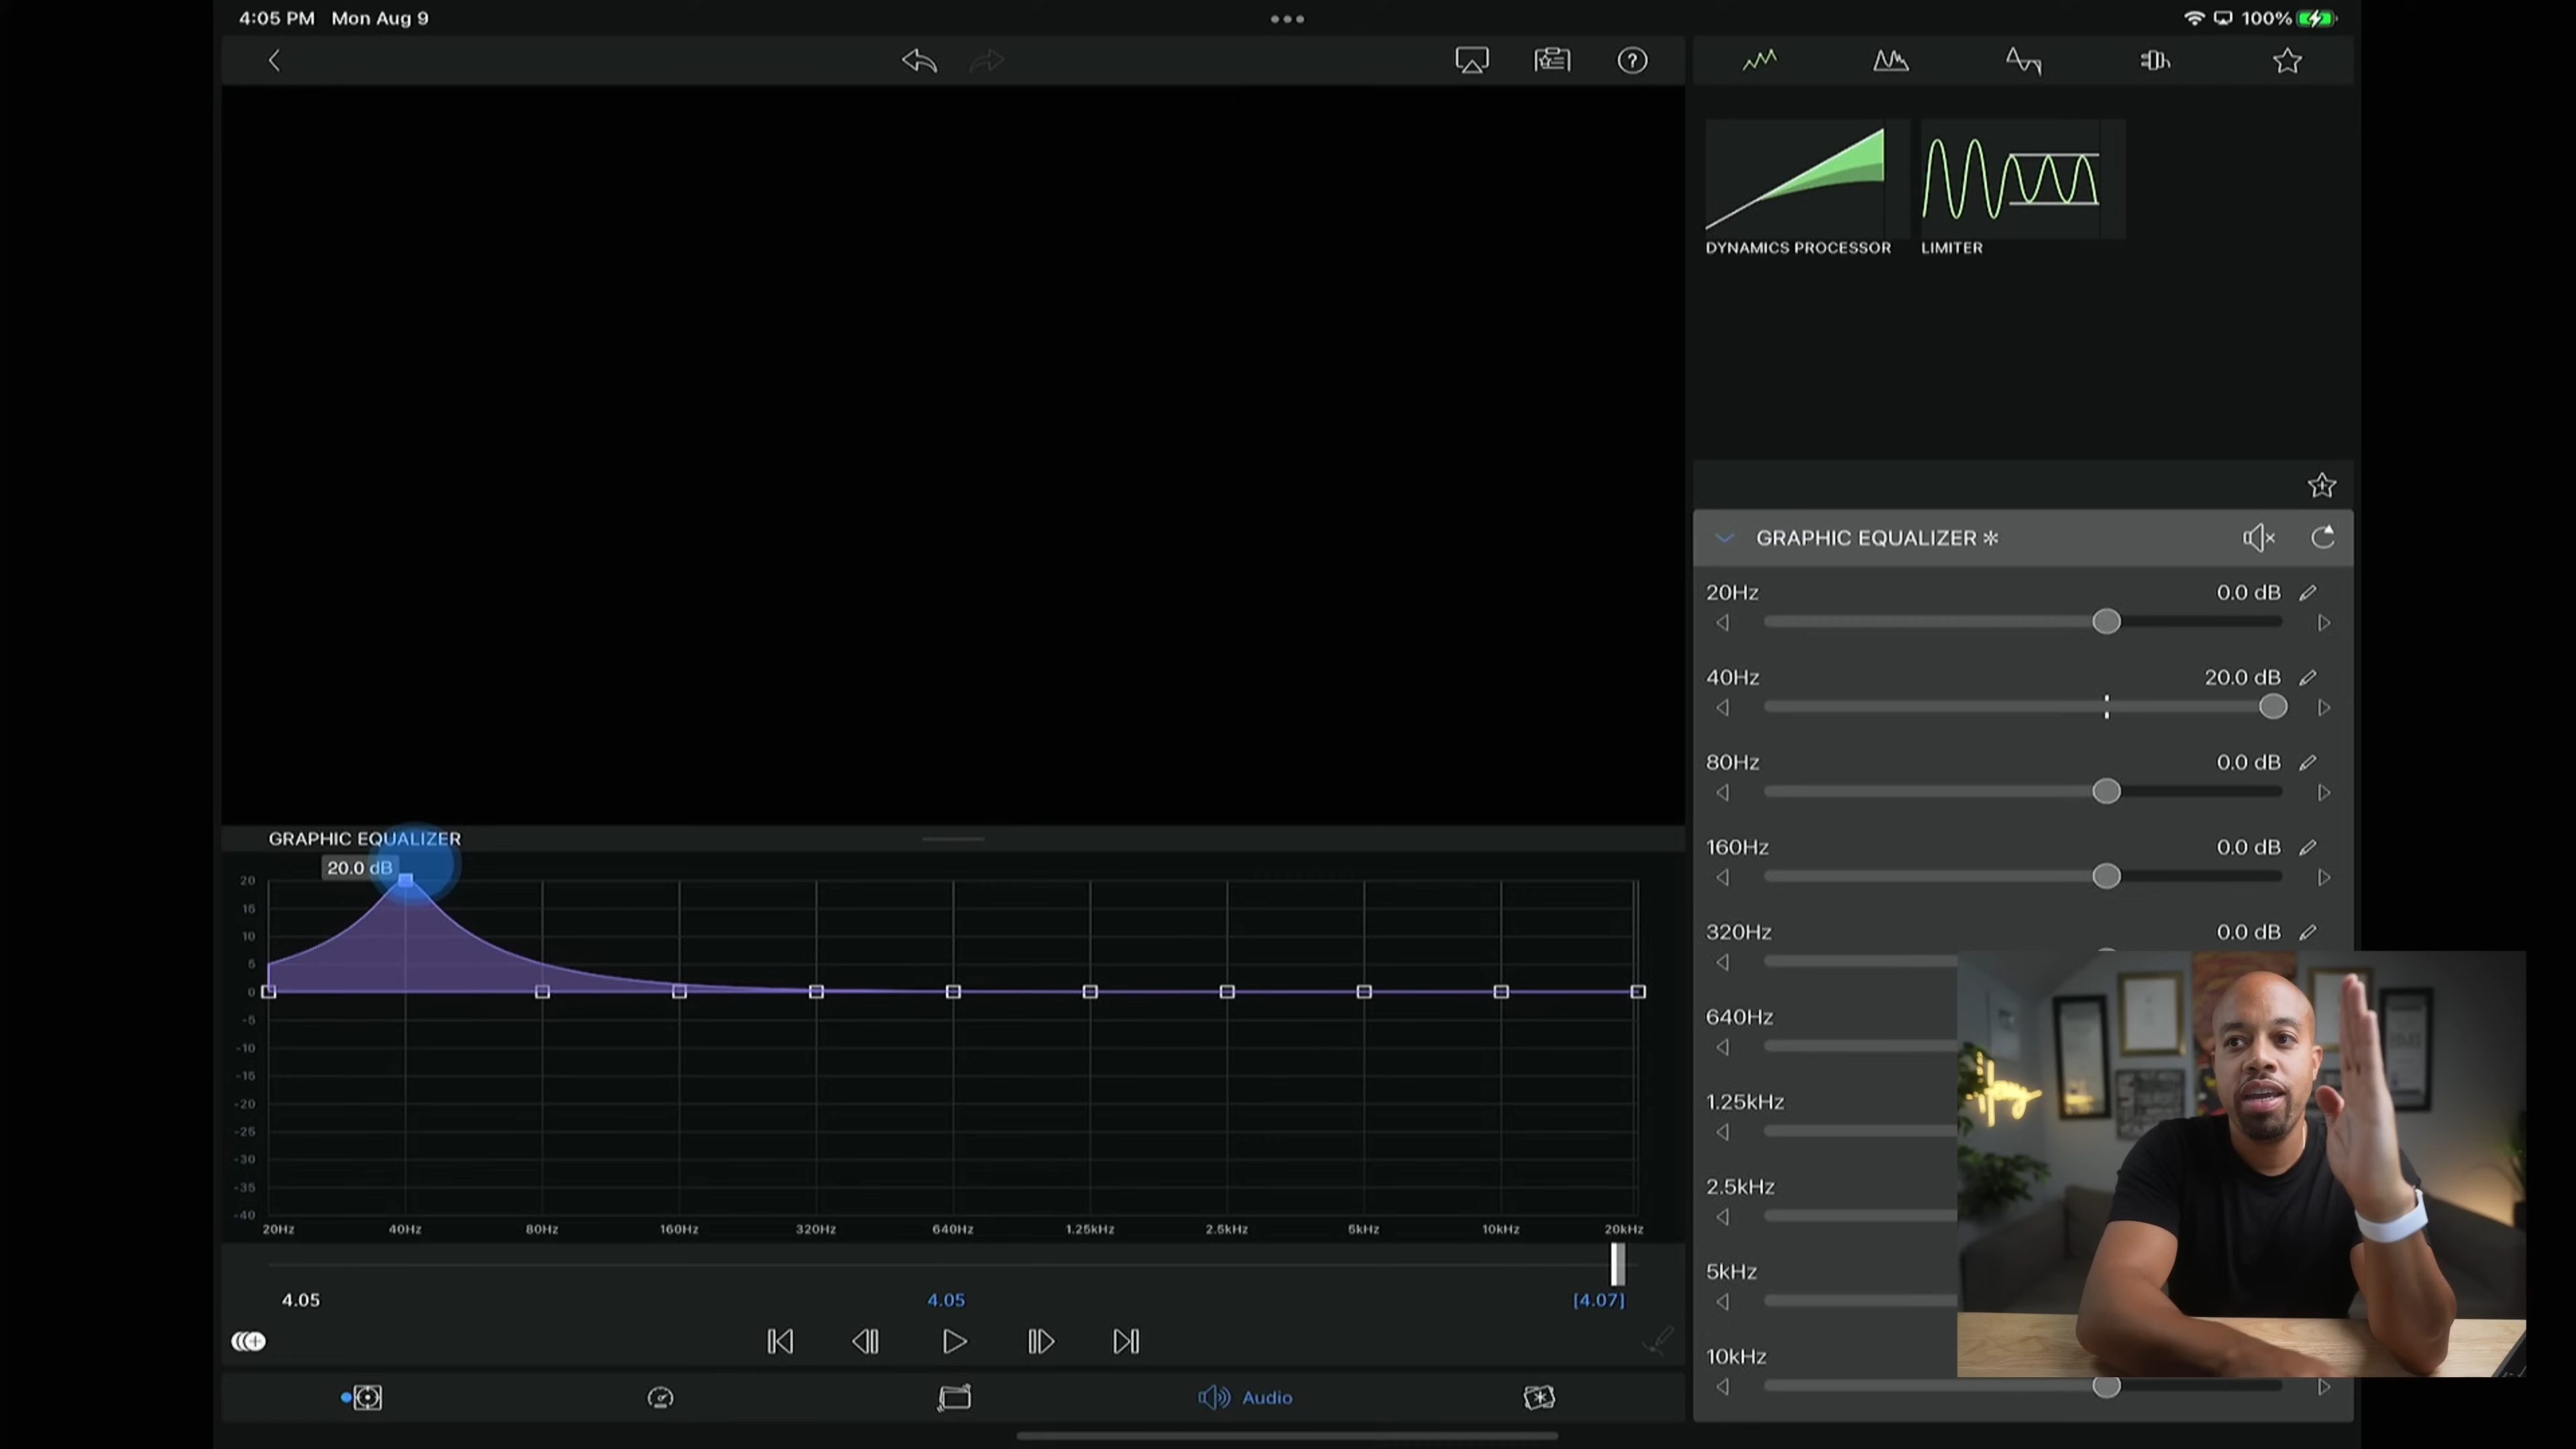 4:05 PM Mon Aug 9
100%
DYNAMICS PROCESSOR
LIMITER
GRAPHIC EQUALIZER
20Hz 0.0 dB
40Hz 20.0 dB
80Hz 0.0 dB
160Hz 0.0 dB
320Hz 0.0 dB
640Hz
1.25kHz
2.5kHz
5kHz
10kHz
GRAPHIC EQUALIZER
20.0 dB
20
15
10
5
0
-5
-10
-15
-20
-25
-30
-35
-40
20Hz 40Hz 80Hz 160Hz 320Hz 640Hz 1.25kHz 2.5kHz 5kHz 10kHz 20kHz
4.05 4.05 [4.07]
Audio